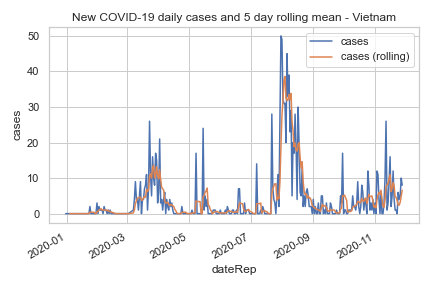 New COVID-19 daily cases and 5 day rolling mean - Vietnam
cases
cases (rolling)
50
40
30
20
10
0
cases
2020-01
2020-03
2020-05
2020-07
2020-09
2020-11
dateRep